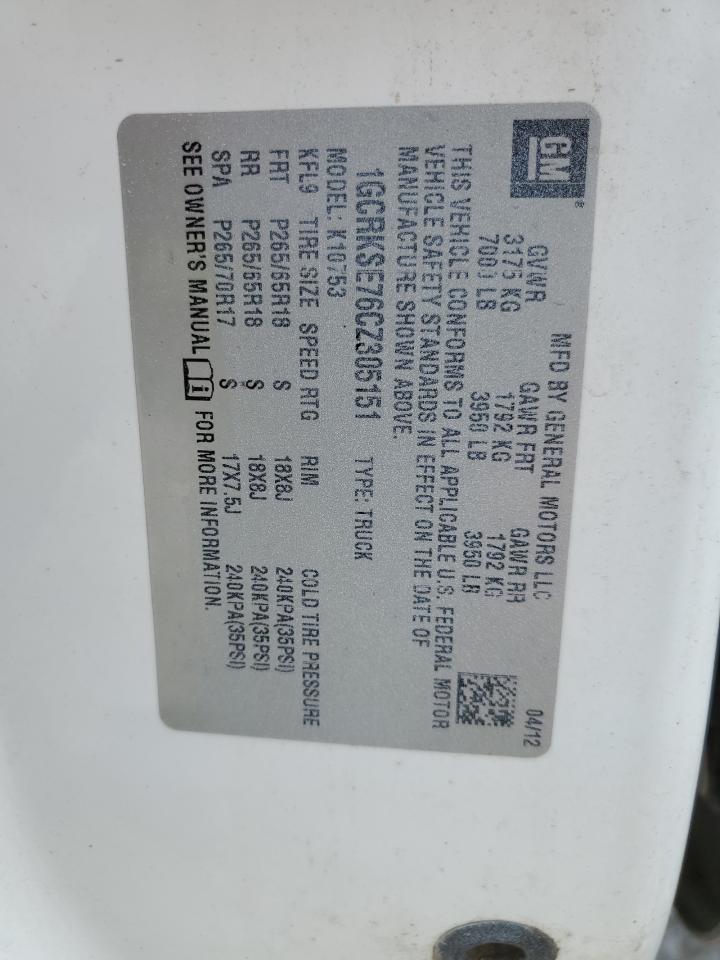 GM®
MFD BY GENERAL MOTORS LLC 04/12
GVWR GAWR FRT GAWR RR
3175 KG 1792 KG 1792 KG
7000 LB 3950 LB 3950 LB
THIS VEHICLE CONFORMS TO ALL APPLICABLE U.S. FEDERAL MOTOR
VEHICLE SAFETY STANDARDS IN EFFECT ON THE DATE OF
MANUFACTURE SHOWN ABOVE.
1GCRKSE76CZ305151 TYPE: TRUCK
MODEL: K10753
KFL9 TIRE SIZE SPEED RTG RIM COLD TIRE PRESSURE
FRT P265/65R18 S 18X8J 240KPA(35PSI)
RR P265/65R18 S 18X8J 240KPA(35PSI)
SPA P265/70R17 S 17X7.5J 240KPA(35PSI)
SEE OWNER'S MANUAL i FOR MORE INFORMATION.